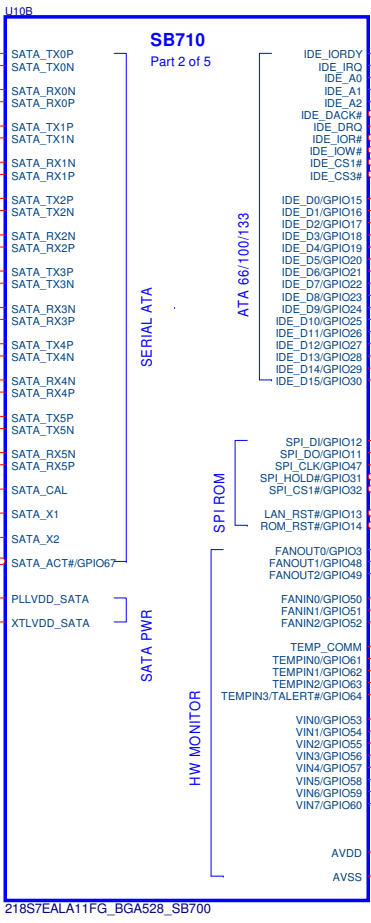 U10B
SB710
Part 2 of 5
SATA_TX0P
SATA_TX0N
SATA_RX0N
SATA_RX0P
SATA_TX1P
SATA_TX1N
SATA_RX1N
SATA_RX1P
SATA_TX2P
SATA_TX2N
SATA_RX2N
SATA_RX2P
SATA_TX3P
SATA_TX3N
SATA_RX3N
SATA_RX3P
SATA_TX4P
SATA_TX4N
SATA_RX4N
SATA_RX4P
SATA_TX5P
SATA_TX5N
SATA_RX5N
SATA_RX5P
SATA_CAL
SATA_X1
SATA_X2
SATA_ACT#/GPIO67
PLLVDD_SATA
XTLVDD_SATA
SERIAL ATA
SATA PWR
ATA 66/100/133
SPI ROM
HW MONITOR
IDE_IORDY
IDE_IRQ
IDE_A0
IDE_A1
IDE_A2
IDE_DACK#
IDE_DRQ
IDE_IOR#
IDE_IOW#
IDE_CS1#
IDE_CS3#
IDE_D0/GPIO15
IDE_D1/GPIO16
IDE_D2/GPIO17
IDE_D3/GPIO18
IDE_D4/GPIO19
IDE_D5/GPIO20
IDE_D6/GPIO21
IDE_D7/GPIO22
IDE_D8/GPIO23
IDE_D9/GPIO24
IDE_D10/GPIO25
IDE_D11/GPIO26
IDE_D12/GPIO27
IDE_D13/GPIO28
IDE_D14/GPIO29
IDE_D15/GPIO30
SPI_DI/GPIO12
SPI_DO/GPIO11
SPI_CLK/GPIO47
SPI_HOLD#/GPIO31
SPI_CS1#/GPIO32
LAN_RST#/GPIO13
ROM_RST#/GPIO14
FANOUT0/GPIO3
FANOUT1/GPIO48
FANOUT2/GPIO49
FANIN0/GPIO50
FANIN1/GPIO51
FANIN2/GPIO52
TEMP_COMM
TEMPIN0/GPIO61
TEMPIN1/GPIO62
TEMPIN2/GPIO63
TEMPIN3/TALERT#/GPIO64
VIN0/GPIO53
VIN1/GPIO54
VIN2/GPIO55
VIN3/GPIO56
VIN4/GPIO57
VIN5/GPIO58
VIN6/GPIO59
VIN7/GPIO60
AVDD
AVSS
218S7EALA11FG_BGA528_SB700